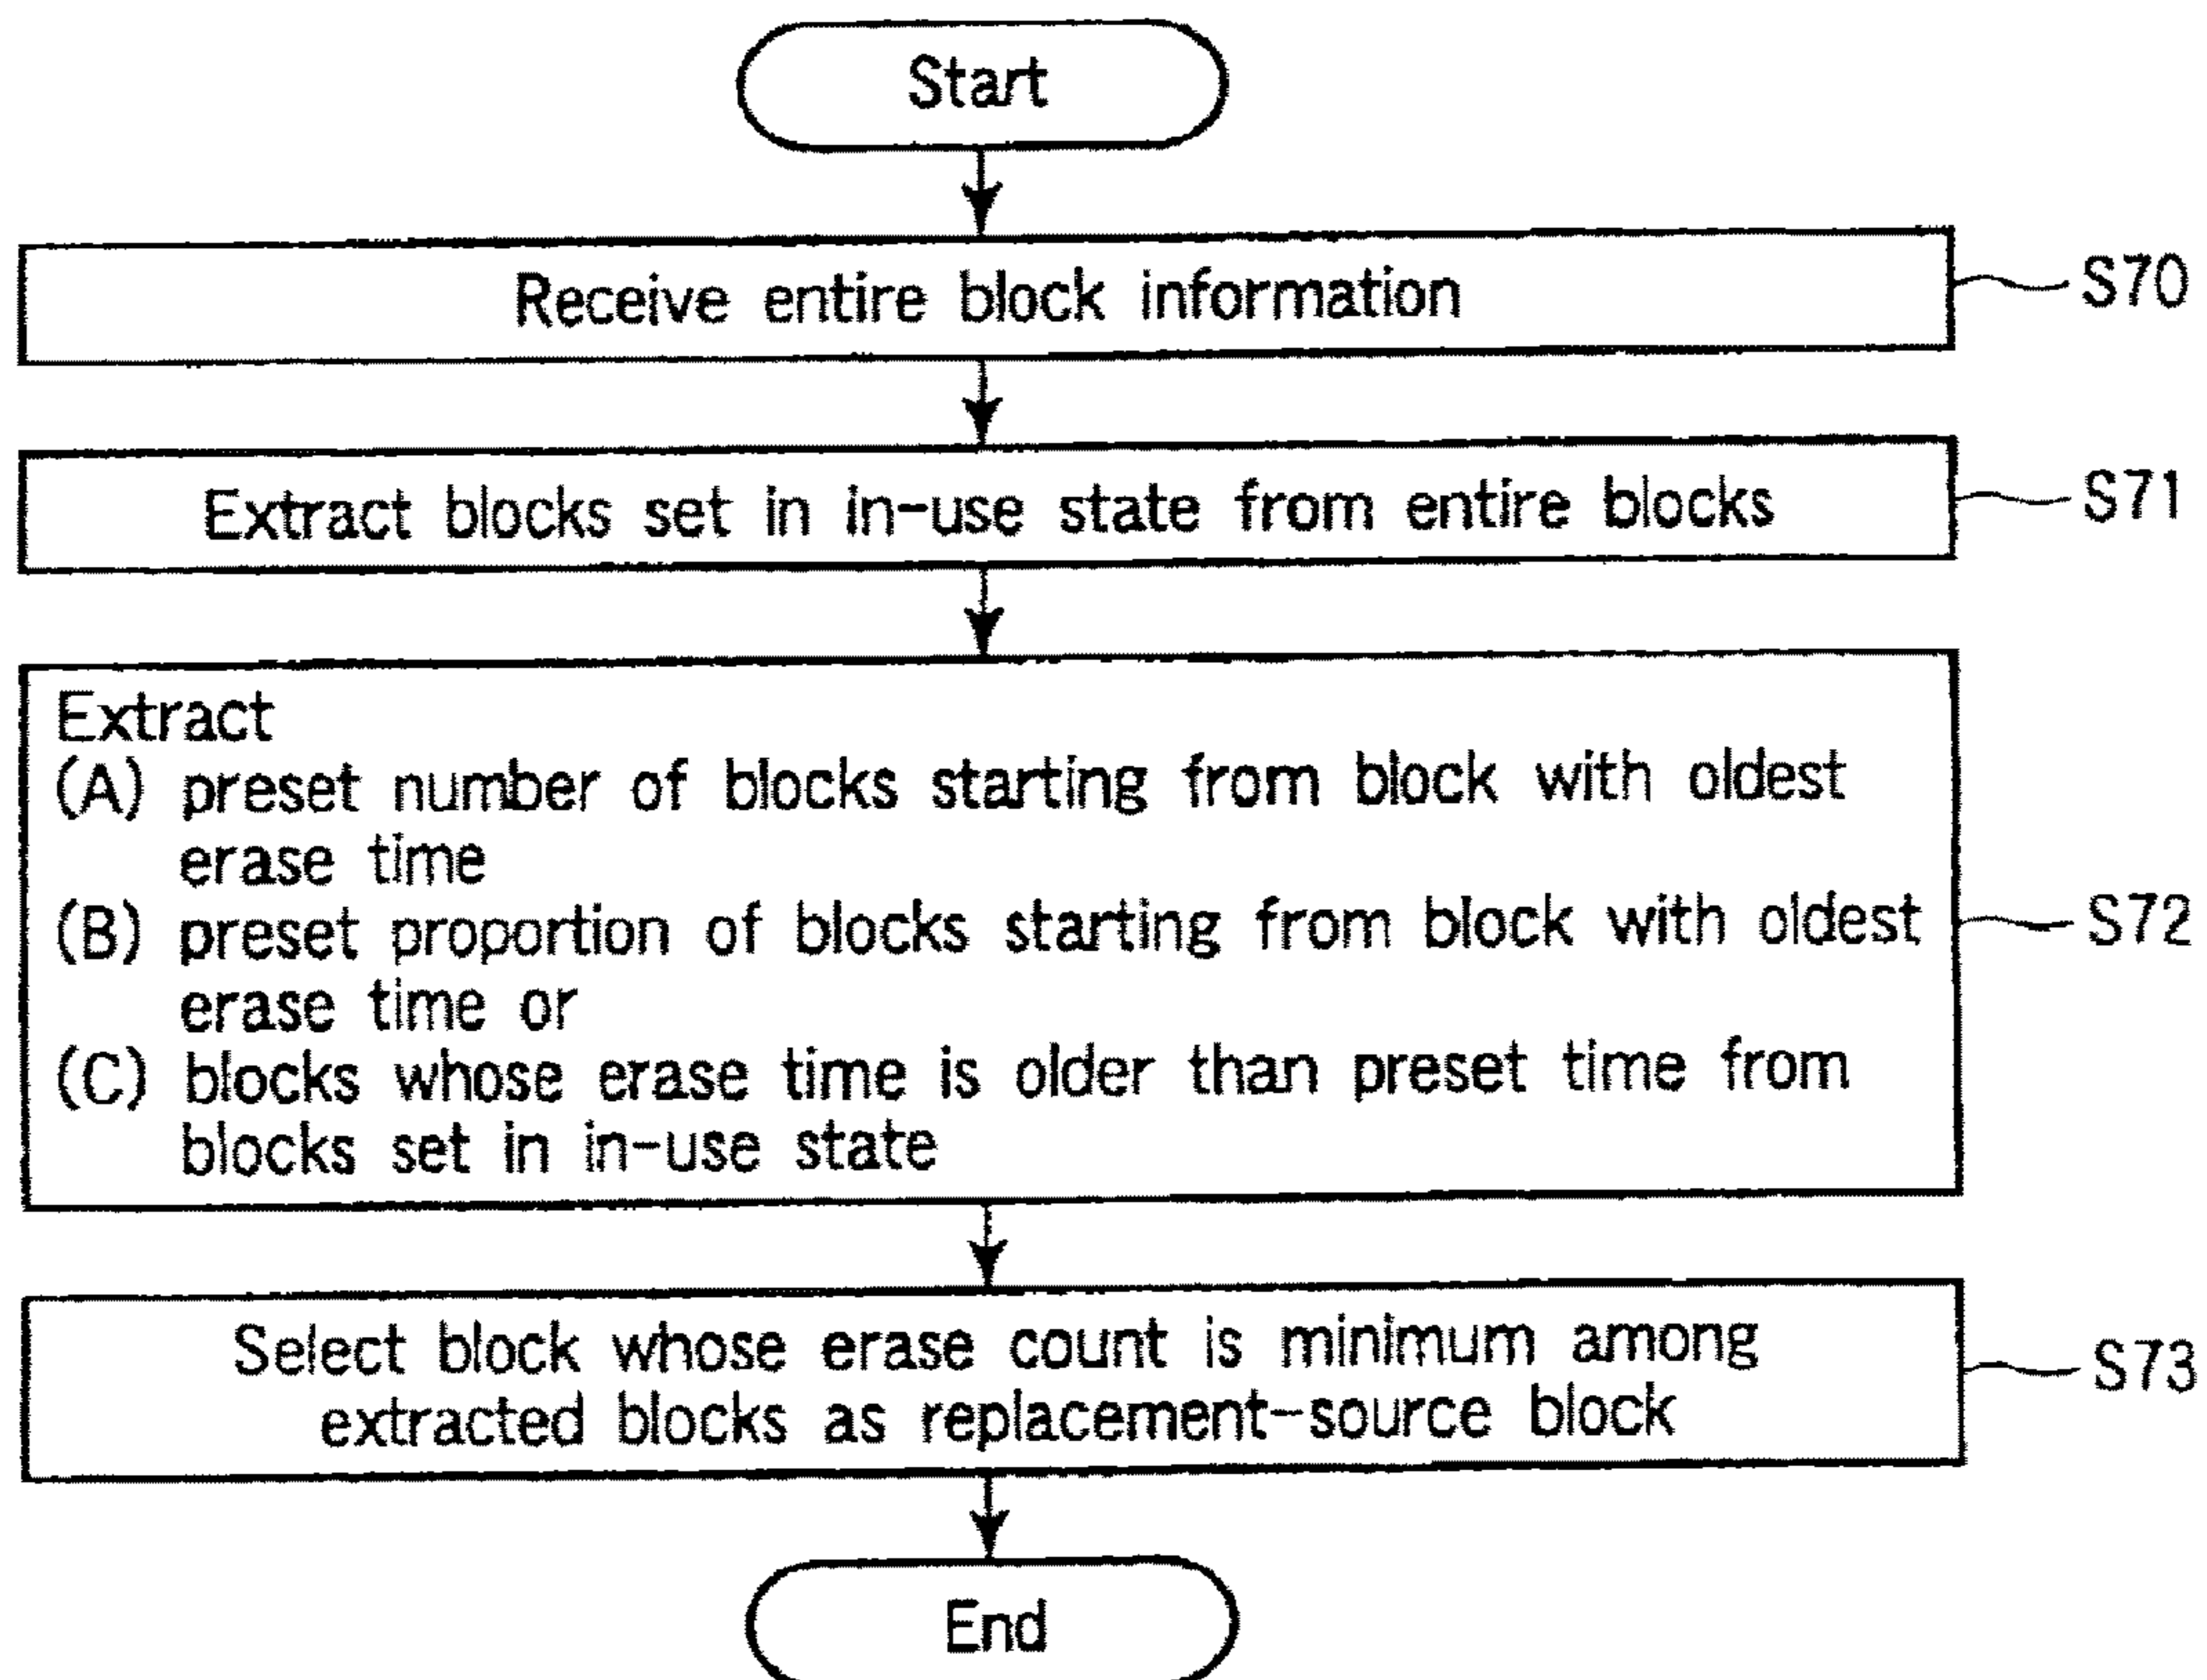 Start
Receive entire block information
S70
Extract blocks set in in-use state from entire blocks
S71
Extract
(A) preset number of blocks starting from block with oldest
erase time
(B) preset proportion of blocks starting from block with oldest
erase time or
(C) blocks whose erase time is older than preset time from
blocks set in in-use state
S72
Select block whose erase count is minimum among
extracted blocks as replacement-source block
S73
End